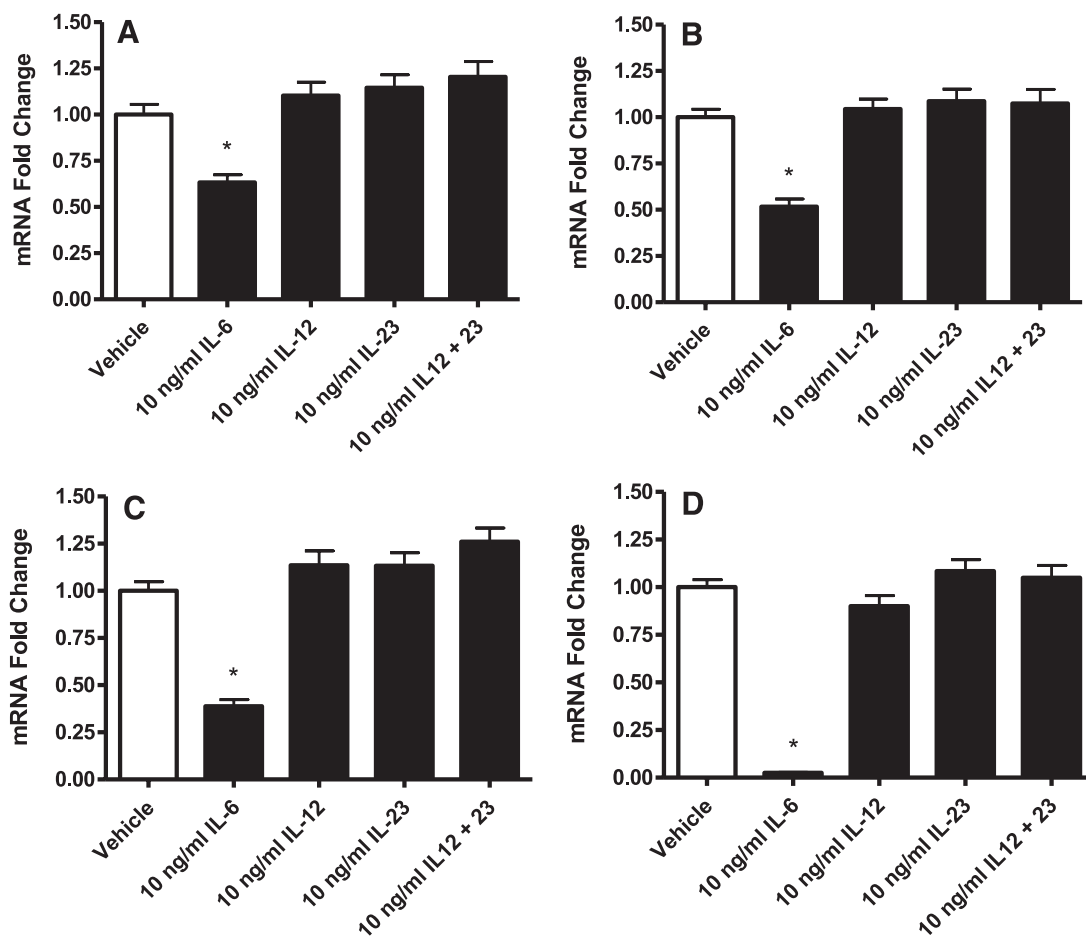 A
mRNA Fold Change
1.50
1.25
1.00
0.75
0.50
0.25
0.00
*
Vehicle
10 ng/ml IL-6
10 ng/ml IL-12
10 ng/ml IL-23
10 ng/ml IL12 + 23
B
mRNA Fold Change
1.50
1.25
1.00
0.75
0.50
0.25
0.00
*
Vehicle
10 ng/ml IL-6
10 ng/ml IL-12
10 ng/ml IL-23
10 ng/ml IL12 + 23
C
mRNA Fold Change
1.50
1.25
1.00
0.75
0.50
0.25
0.00
*
Vehicle
10 ng/ml IL-6
10 ng/ml IL-12
10 ng/ml IL-23
10 ng/ml IL12 + 23
D
mRNA Fold Change
1.50
1.25
1.00
0.75
0.50
0.25
0.00
*
Vehicle
10 ng/ml IL-6
10 ng/ml IL-12
10 ng/ml IL-23
10 ng/ml IL12 + 23